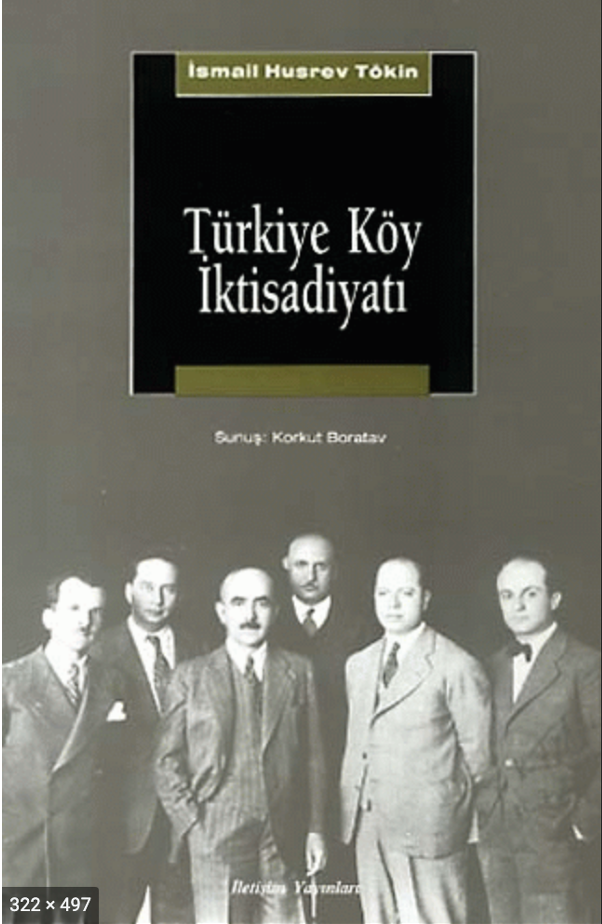 İsmail Husrev Tökin
Türkiye Köy
İktisadiyatı
Sunuş: Korkut Boratav
İletişim Yayınları
322 × 497